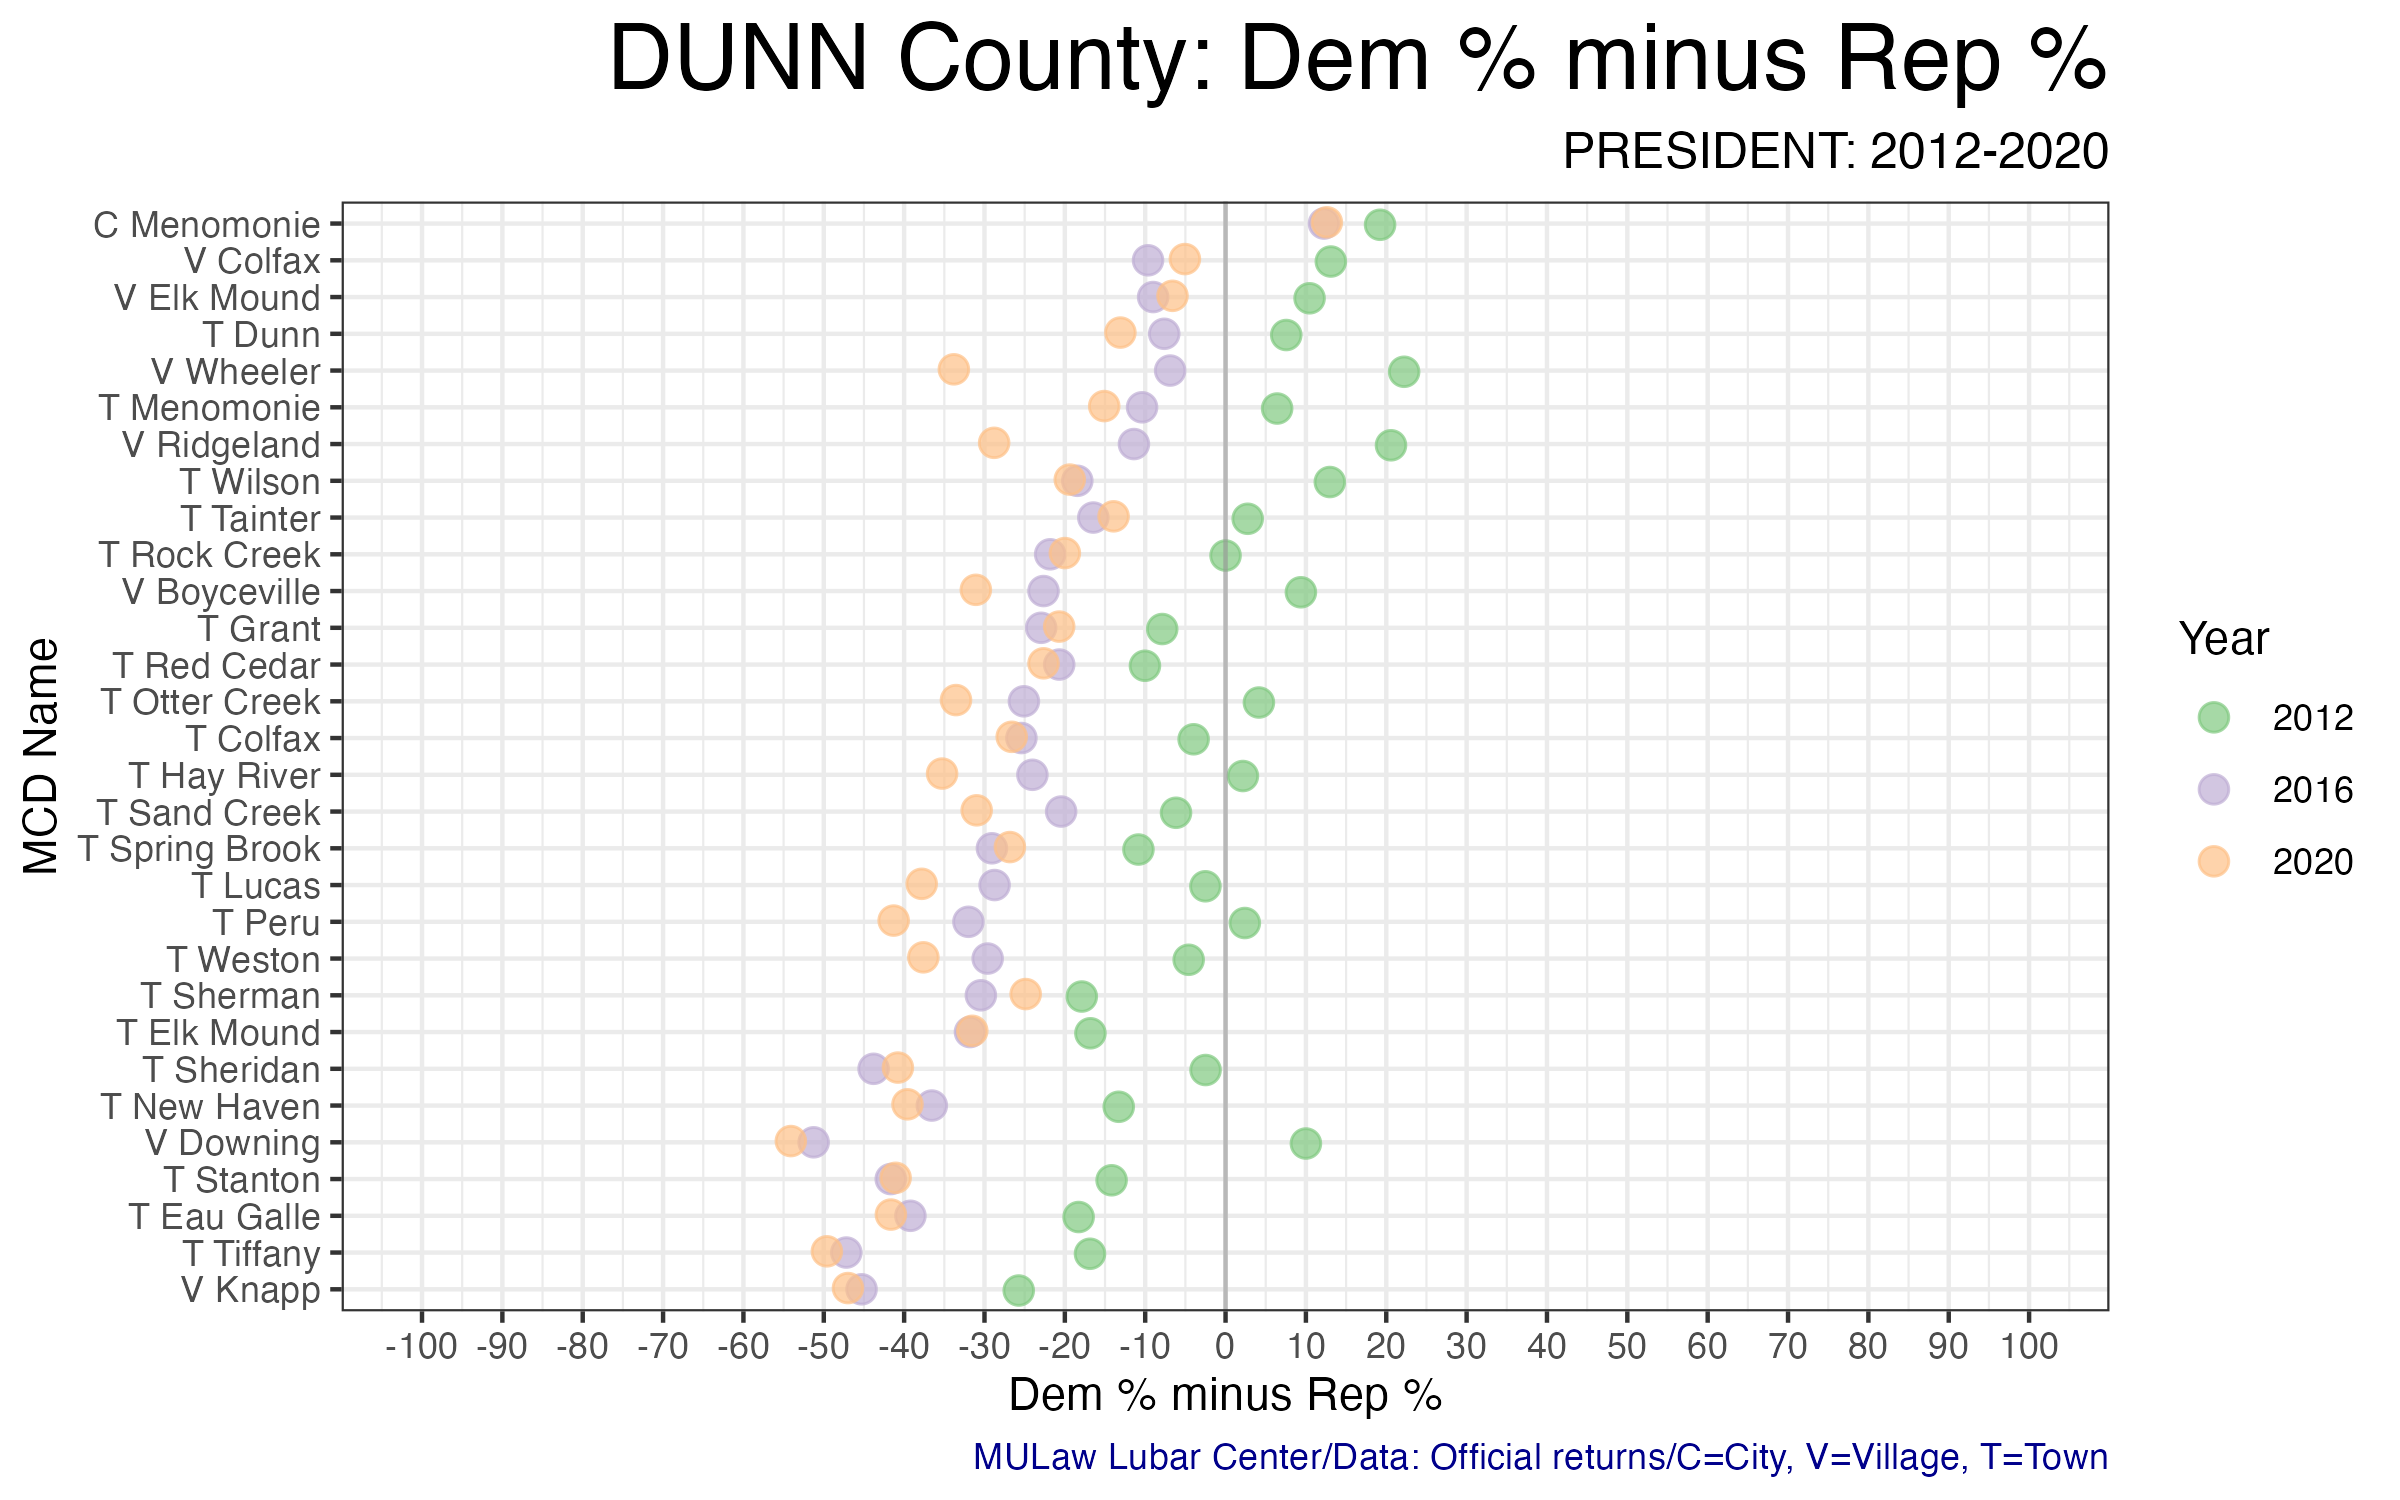 DUNN County: Dem % minus Rep %
PRESIDENT: 2012-2020
MCD Name
C Menomonie
V Colfax
V Elk Mound
T Dunn
V Wheeler
T Menomonie
V Ridgeland
T Wilson
T Tainter
T Rock Creek
V Boyceville
T Grant
T Red Cedar
T Otter Creek
T Colfax
T Hay River
T Sand Creek
T Spring Brook
T Lucas
T Peru
T Weston
T Sherman
T Elk Mound
T Sheridan
T New Haven
V Downing
T Stanton
T Eau Galle
T Tiffany
V Knapp
-100 -90 -80 -70 -60 -50 -40 -30 -20 -10 0 10 20 30 40 50 60 70 80 90 100
Dem % minus Rep %
Year
2012
2016
2020
MULaw Lubar Center/Data: Official returns/C=City, V=Village, T=Town